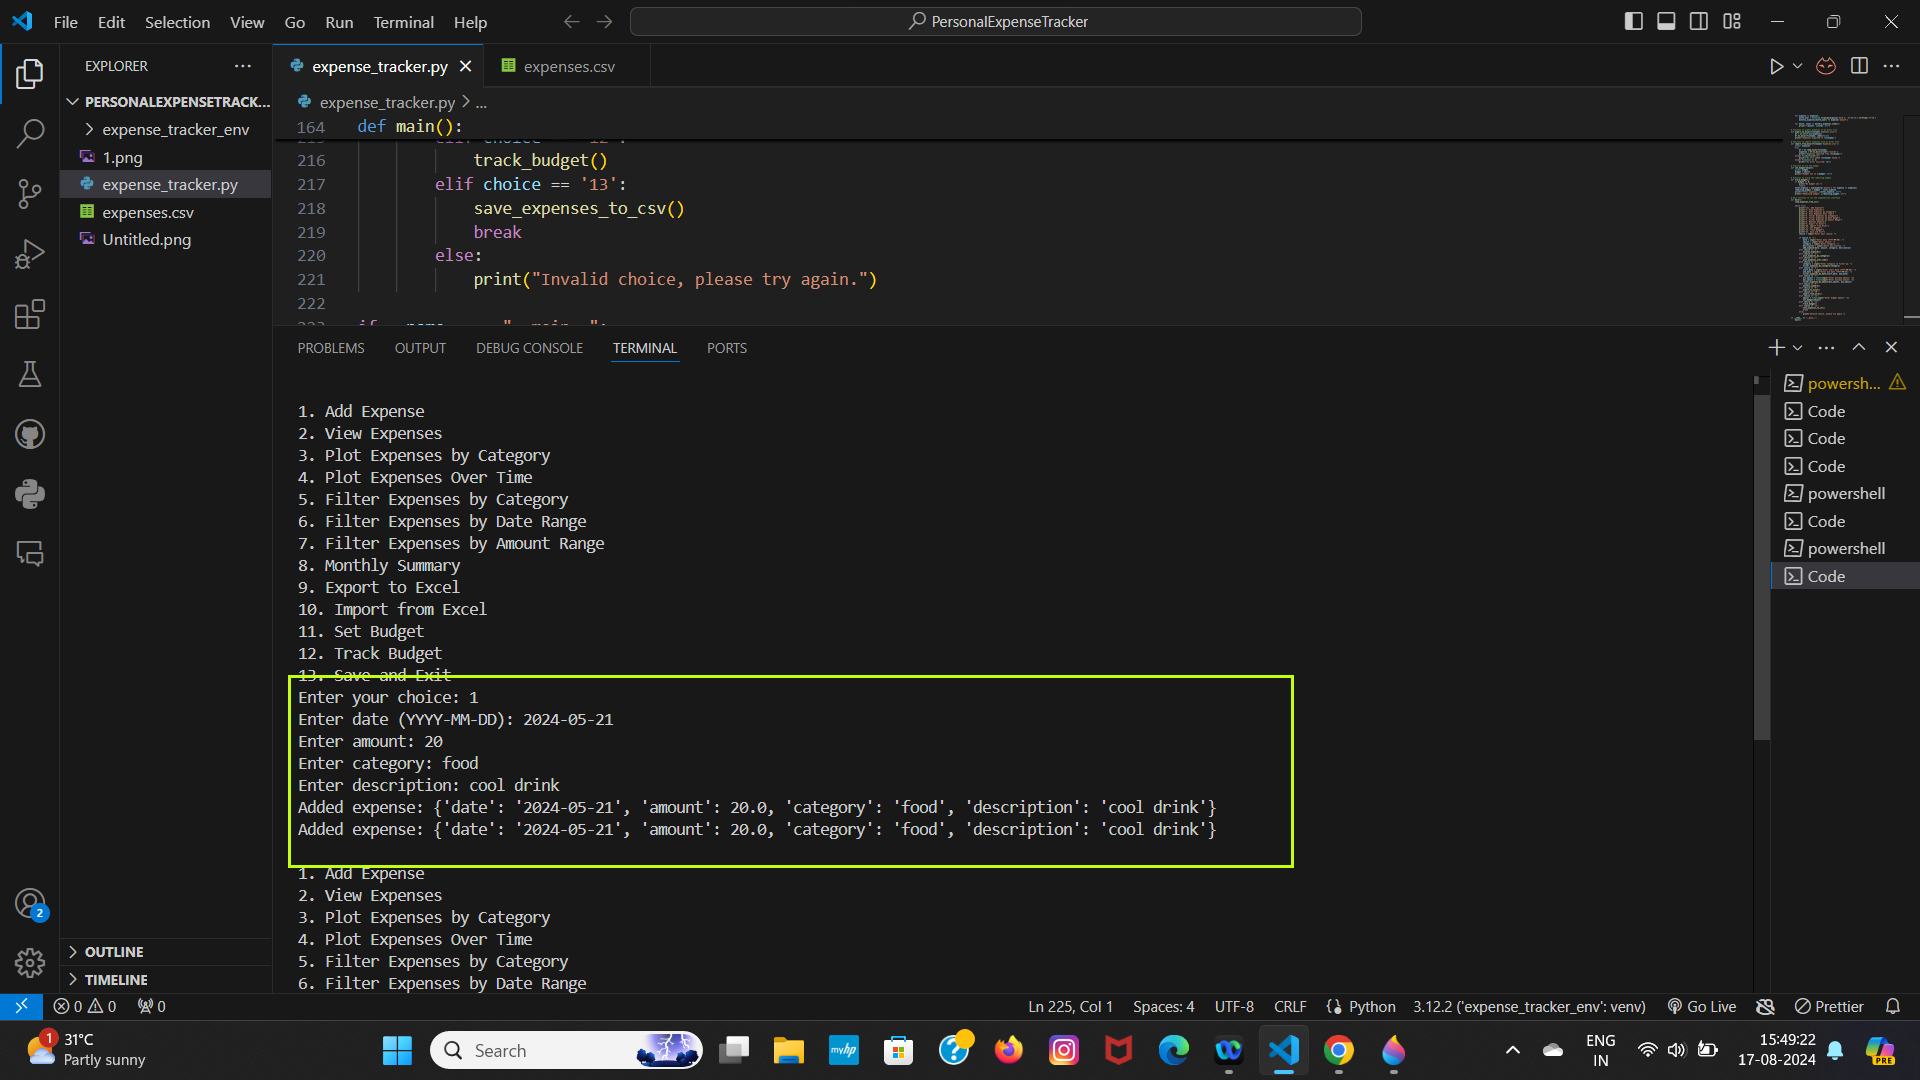 File Edit Selection View Go Run Terminal Help
PersonalExpenseTracker
EXPLORER
PERSONALEXPENSETRACK...
expense_tracker_env
1.png
expense_tracker.py
expenses.csv
Untitled.png
OUTLINE
TIMELINE
expense_tracker.py
expenses.csv
expense_tracker.py > ...
164 def main():
216 track_budget()
217 elif choice == '13':
218 save_expenses_to_csv()
219 break
220 else:
221 print("Invalid choice, please try again.")
222
PROBLEMS OUTPUT DEBUG CONSOLE TERMINAL PORTS
1. Add Expense
2. View Expenses
3. Plot Expenses by Category
4. Plot Expenses Over Time
5. Filter Expenses by Category
6. Filter Expenses by Date Range
7. Filter Expenses by Amount Range
8. Monthly Summary
9. Export to Excel
10. Import from Excel
11. Set Budget
12. Track Budget
13. Save and Exit
Enter your choice: 1
Enter date (YYYY-MM-DD): 2024-05-21
Enter amount: 20
Enter category: food
Enter description: cool drink
Added expense: {'date': '2024-05-21', 'amount': 20.0, 'category': 'food', 'description': 'cool drink'}
Added expense: {'date': '2024-05-21', 'amount': 20.0, 'category': 'food', 'description': 'cool drink'}
1. Add Expense
2. View Expenses
3. Plot Expenses by Category
4. Plot Expenses Over Time
5. Filter Expenses by Category
6. Filter Expenses by Date Range
powersh...
Code
Code
Code
powershell
Code
powershell
Code
2
0 0 0
Ln 225, Col 1 Spaces: 4 UTF-8 CRLF Python 3.12.2 ('expense_tracker_env': venv) Go Live Prettier
1
31°C
Partly sunny
Search
myhp
ENG
IN
15:49:22
17-08-2024
PRE